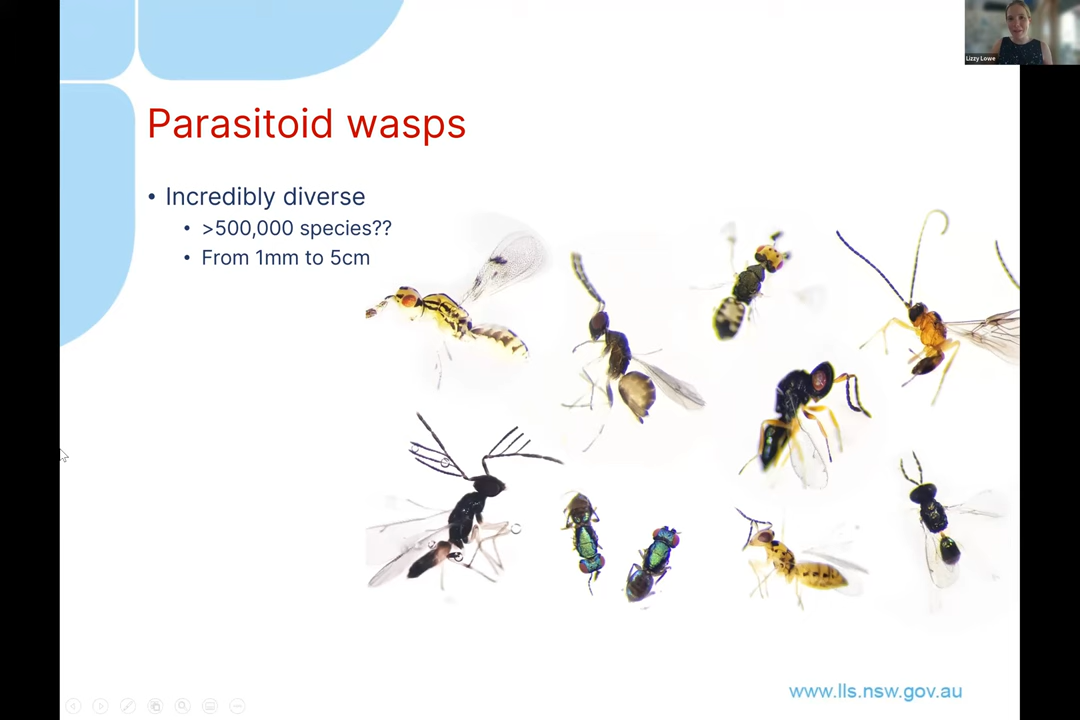 Lizzy Lowe
Parasitoid wasps
• Incredibly diverse
• >500,000 species??
• From 1mm to 5cm
www.lls.nsw.gov.au